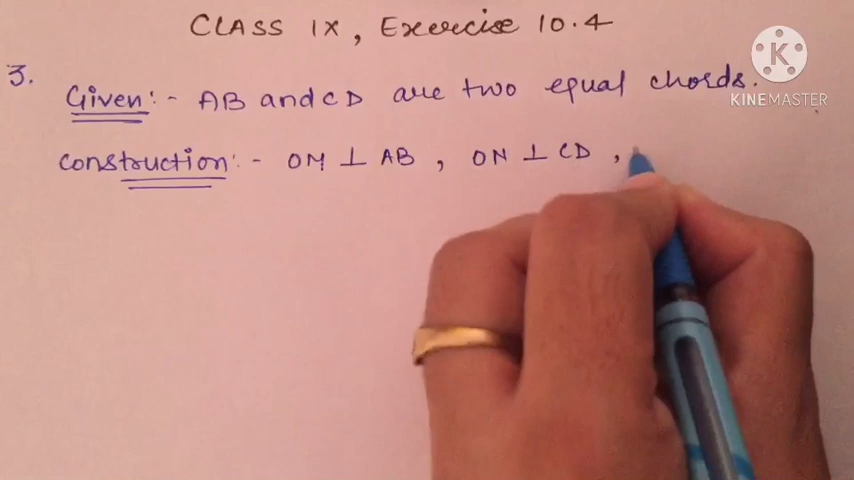 CLASS IX, Exercise 10.4
3. Given:- AB and CD are two equal chords.
KINEMASTER
construction:- OM ⊥ AB, ON ⊥ CD,